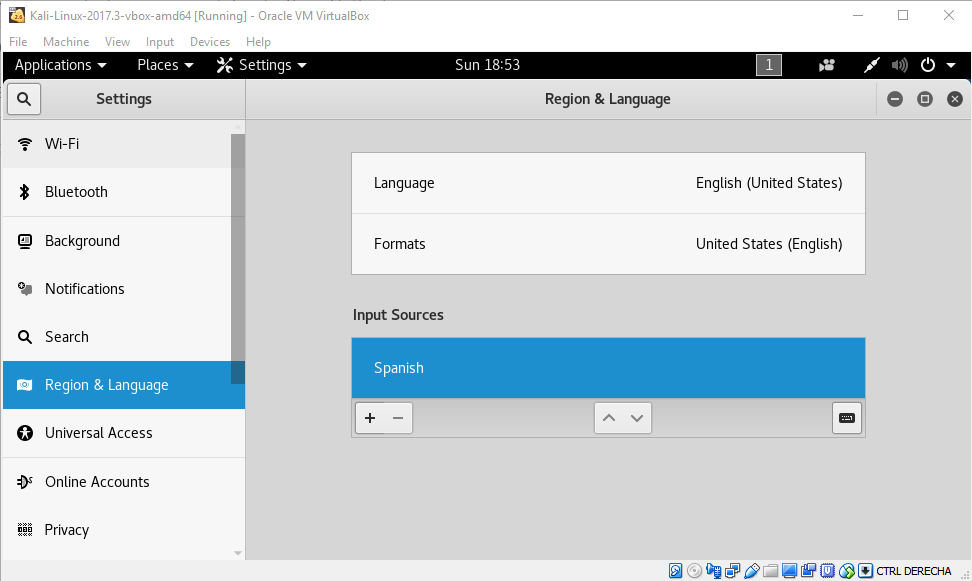 Kali-Linux-2017.3-vbox-amd64 [Running] - Oracle VM VirtualBox
File Machine View Input Devices Help
Applications Places Settings Sun 18:53 1
Settings Region & Language
Wi-Fi
Bluetooth
Background
Notifications
Search
Region & Language
Universal Access
Online Accounts
Privacy
Language English (United States)
Formats United States (English)
Input Sources
Spanish
CTRL DERECHA